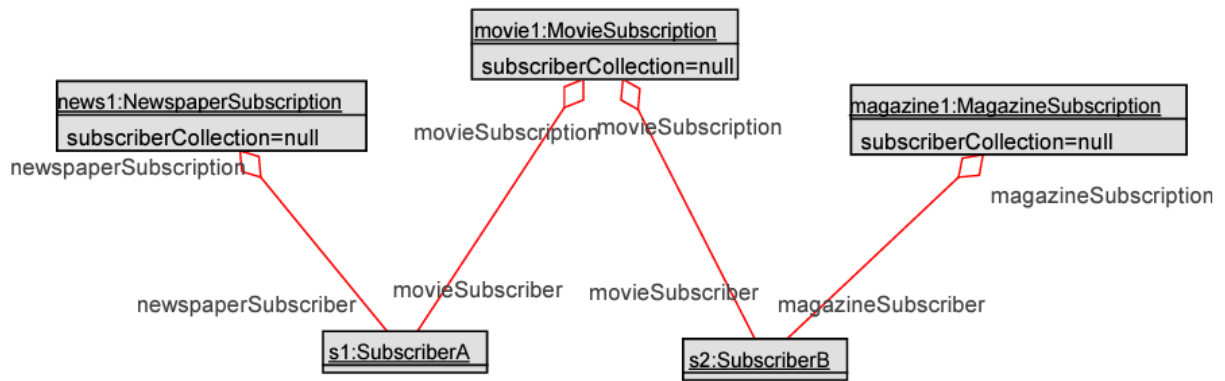 movie1:MovieSubscription
subscriberCollection=null
news1:NewspaperSubscription
subscriberCollection=null
magazine1:MagazineSubscription
subscriberCollection=null
movieSubscription
movieSubscription
newspaperSubscription
magazineSubscription
newspaperSubscriber
movieSubscriber
movieSubscriber
magazineSubscriber
s1:SubscriberA
s2:SubscriberB